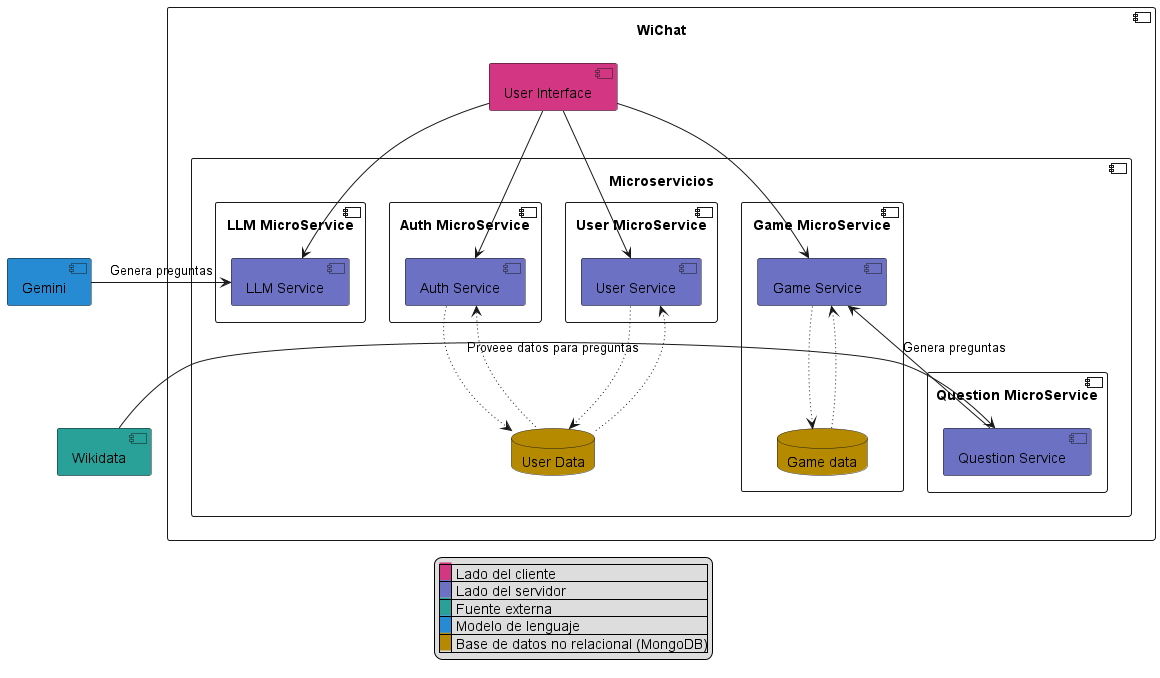 WiChat
User Interface
Microservicios
LLM MicroService
Auth MicroService
User MicroService
Game MicroService
Genera preguntas
Gemini
LLM Service
Auth Service
User Service
Game Service
Proveee datos para preguntas
Genera preguntas
Question MicroService
Wikidata
User Data
Game data
Question Service
Lado del cliente
Lado del servidor
Fuente externa
Modelo de lenguaje
Base de datos no relacional (MongoDB)